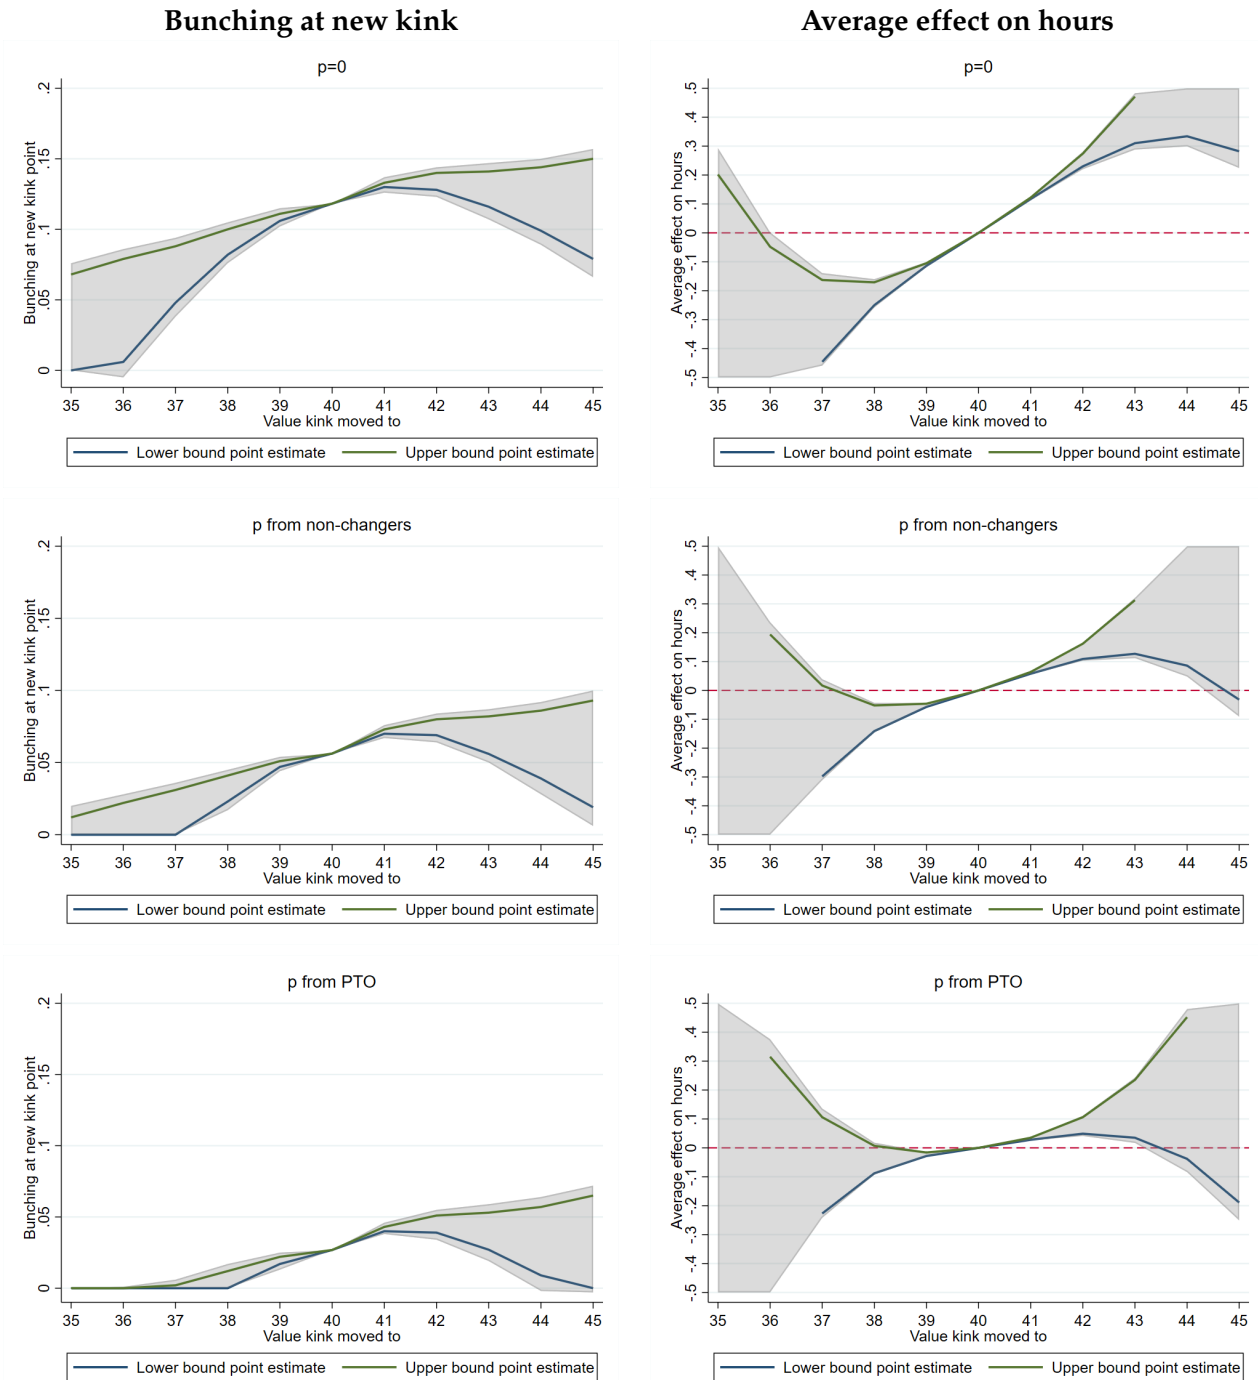 Bunching at new kink
Average effect on hours
p=0
Bunching at new kink point
0 .05 .1 .15 .2
35 36 37 38 39 40 41 42 43 44 45
Value kink moved to
Lower bound point estimate Upper bound point estimate
p=0
Average effect on hours
-.5 -.4 -.3 -.2 -.1 0 .1 .2 .3 .4 .5
35 36 37 38 39 40 41 42 43 44 45
Value kink moved to
Lower bound point estimate Upper bound point estimate
p from non-changers
Bunching at new kink point
0 .05 .1 .15 .2
35 36 37 38 39 40 41 42 43 44 45
Value kink moved to
Lower bound point estimate Upper bound point estimate
p from non-changers
Average effect on hours
-.5 -.4 -.3 -.2 -.1 0 .1 .2 .3 .4 .5
35 36 37 38 39 40 41 42 43 44 45
Value kink moved to
Lower bound point estimate Upper bound point estimate
p from PTO
Bunching at new kink point
0 .05 .1 .15 .2
35 36 37 38 39 40 41 42 43 44 45
Value kink moved to
Lower bound point estimate Upper bound point estimate
p from PTO
Average effect on hours
-.5 -.4 -.3 -.2 -.1 0 .1 .2 .3 .4 .5
35 36 37 38 39 40 41 42 43 44 45
Value kink moved to
Lower bound point estimate Upper bound point estimate